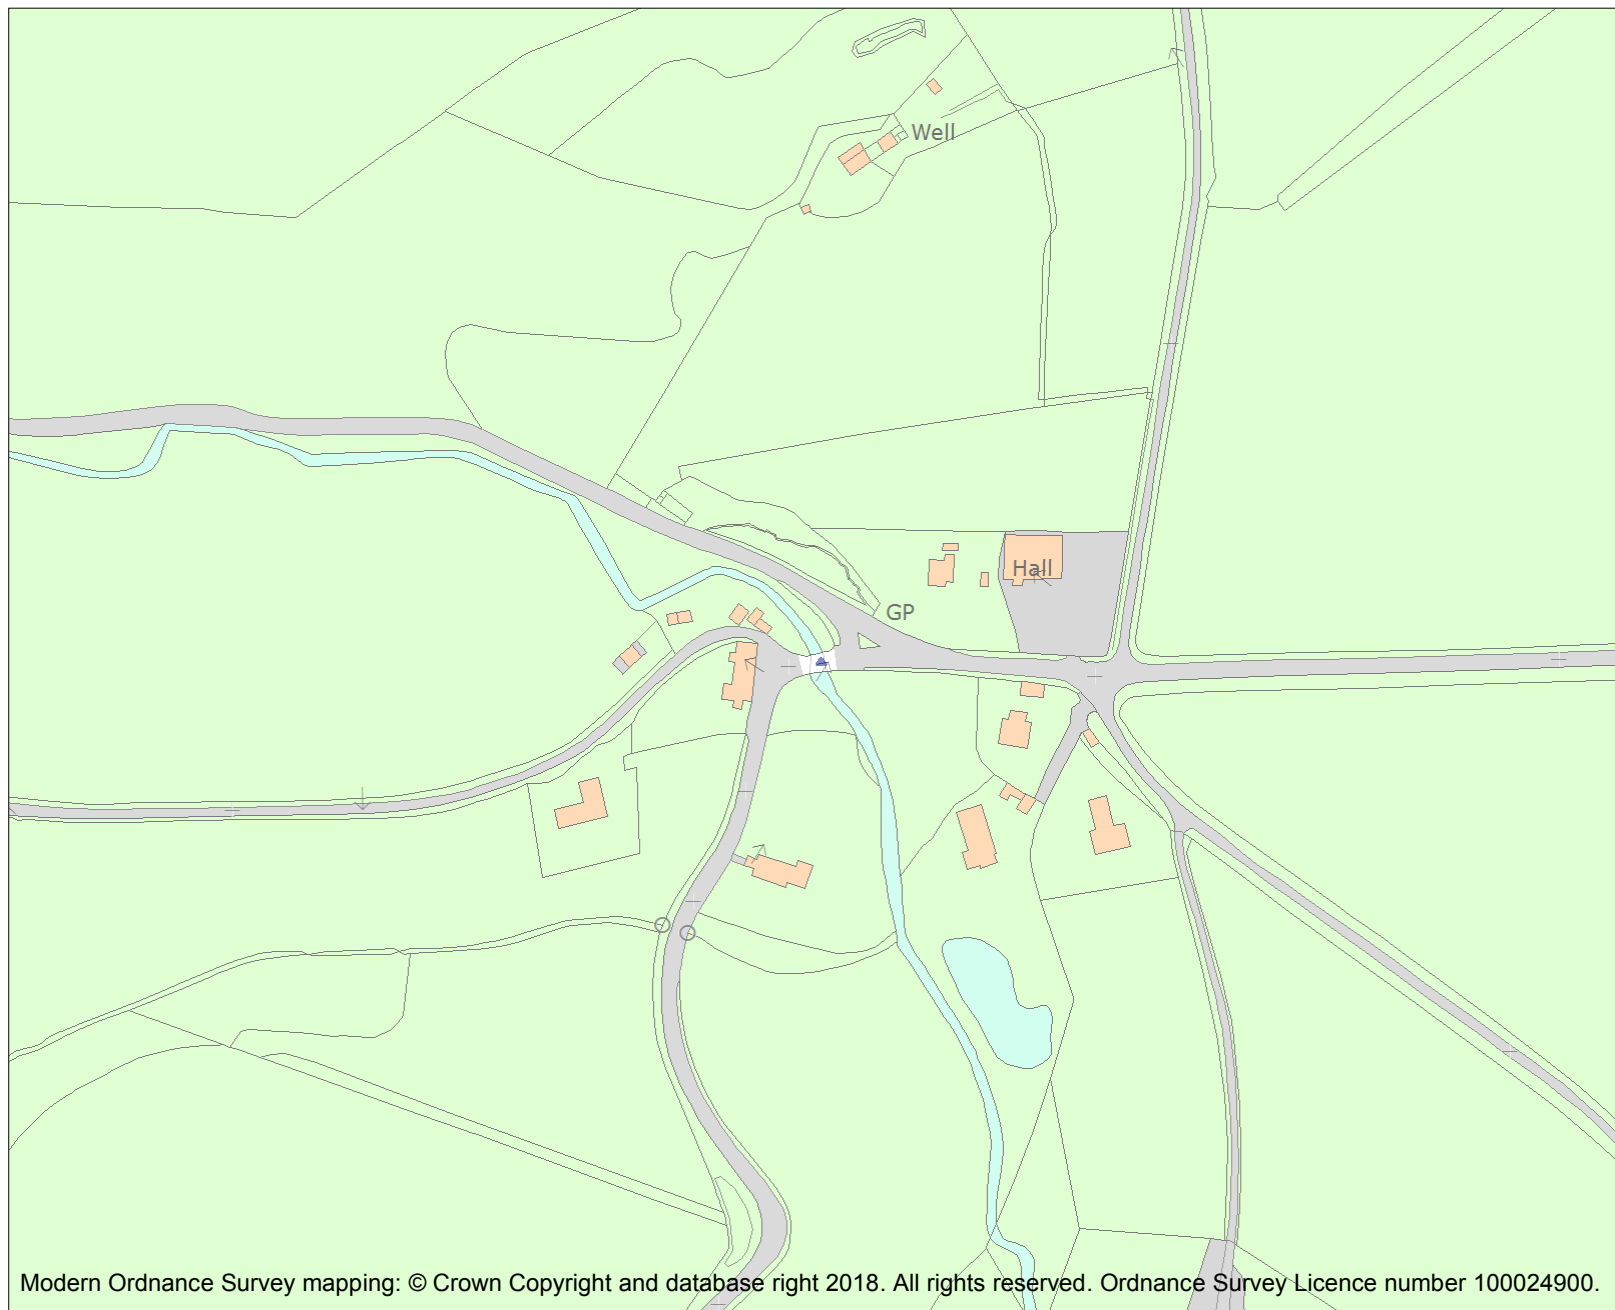 Well
Hall
GP
Modern Ordnance Survey mapping: © Crown Copyright and database right 2018. All rights reserved. Ordnance Survey Licence number 100024900.